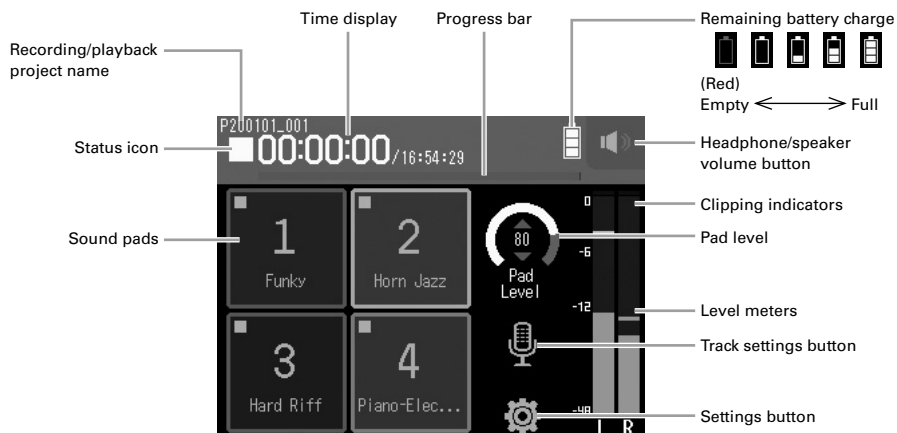 Time display
Progress bar
Remaining battery charge
Recording/playback
project name
(Red)
Empty
Full
P200101_001
Status icon
00:00:00/16:54:29
Headphone/speaker
volume button
Clipping indicators
Sound pads
1
Funky
2
Horn Jazz
80
Pad
Level
0
-6
-12
-48
L R
Pad level
Level meters
3
Hard Riff
4
Piano-Elec...
Track settings button
Settings button